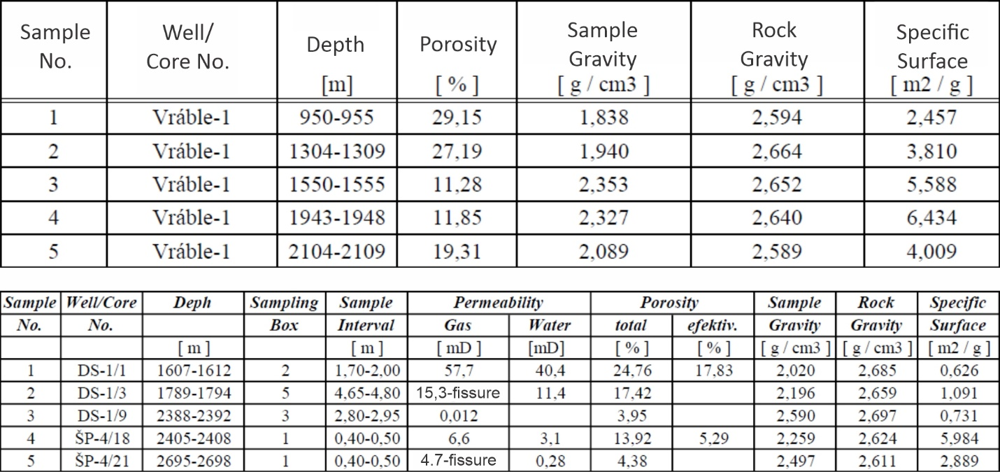 Sample No. Well/ Core No. Depth [m] Porosity [ % ] Sample Gravity [ g / cm3 ] Rock Gravity [ g / cm3 ] Specific Surface [ m2 / g ]
1 Vráble-1 950-955 29,15 1,838 2,594 2,457
2 Vráble-1 1304-1309 27,19 1,940 2,664 3,810
3 Vráble-1 1550-1555 11,28 2,353 2,652 5,588
4 Vráble-1 1943-1948 11,85 2,327 2,640 6,434
5 Vráble-1 2104-2109 19,31 2,089 2,589 4,009
Sample Well/Core Deph Sampling Sample Permeability Porosity Sample Rock Specific
No. No. Box Interval Gas Water total efektiv. Gravity Gravity Surface
[ m ] [ m ] [ mD ] [mD] [ % ] [ % ] [ g / cm3 ] [ g / cm3 ] [ m2 / g ]
1 DS-1/1 1607-1612 2 1,70-2,00 57,7 40,4 24,76 17,83 2,020 2,685 0,626
2 DS-1/3 1789-1794 5 4,65-4,80 15,3-fissure 11,4 17,42 2,196 2,659 1,091
3 DS-1/9 2388-2392 3 2,80-2,95 0,012 3,95 2,590 2,697 0,731
4 ŠP-4/18 2405-2408 1 0,40-0,50 6,6 3,1 13,92 5,29 2,259 2,624 5,984
5 ŠP-4/21 2695-2698 1 0,40-0,50 4.7-fissure 0,28 4,38 2,497 2,611 2,889